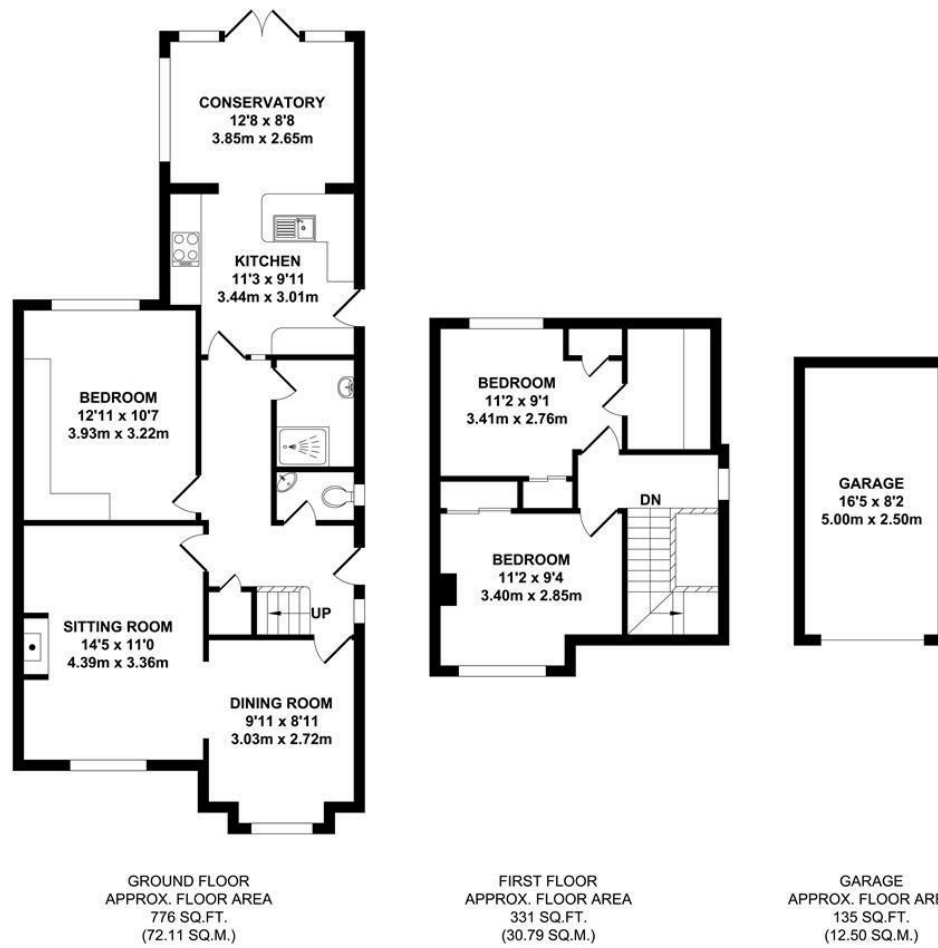 CONSERVATORY
12'8 x 8'8
3.85m x 2.65m
KITCHEN
11'3 x 9'11
3.44m x 3.01m
BEDROOM
12'11 x 10'7
3.93m x 3.22m
SITTING ROOM
14'5 x 11'0
4.39m x 3.36m
UP
DINING ROOM
9'11 x 8'11
3.03m x 2.72m
GROUND FLOOR
APPROX. FLOOR AREA
776 SQ.FT.
(72.11 SQ.M.)
BEDROOM
11'2 x 9'1
3.41m x 2.76m
DN
BEDROOM
11'2 x 9'4
3.40m x 2.85m
FIRST FLOOR
APPROX. FLOOR AREA
331 SQ.FT.
(30.79 SQ.M.)
GARAGE
16'5 x 8'2
5.00m x 2.50m
GARAGE
APPROX. FLOOR ARE
135 SQ.FT.
(12.50 SQ.M.)